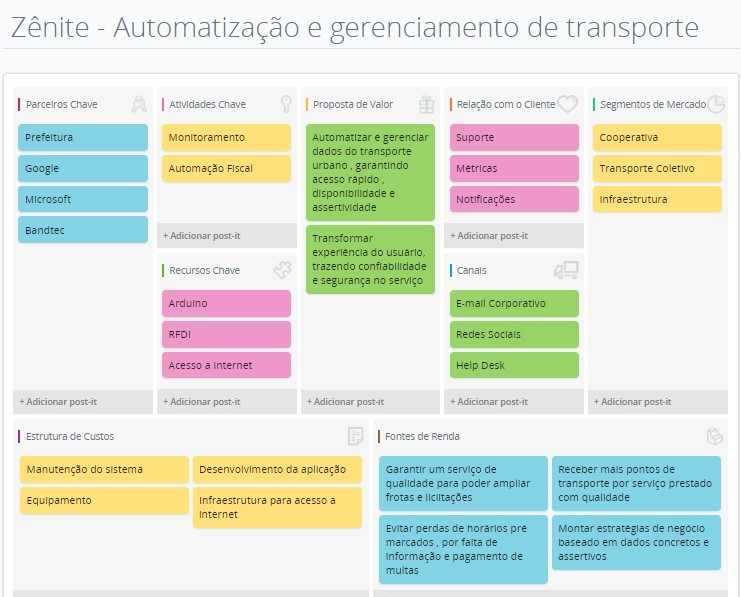 Zênite - Automatização e gerenciamento de transporte
Parceiros Chave
Prefeitura
Google
Microsoft
Bandtec
+ Adicionar post-it
Atividades Chave
Monitoramento
Automação Fiscal
+ Adicionar post-it
Recursos Chave
Arduíno
RFDI
Acesso a Internet
+ Adicionar post-it
Proposta de Valor
Automatizar e gerenciar
dados do transporte
urbano , garantindo
acesso rápido ,
disponibilidade e
assertividade
Transformar
experiência do usuário,
trazendo confiabilidade
e segurança no serviço
+ Adicionar post-it
Relação com o Cliente
Suporte
Métricas
Notificações
+ Adicionar post-it
Canais
E-mail Corporativo
Redes Sociais
Help Desk
+ Adicionar post-it
Segmentos de Mercado
Cooperativa
Transporte Coletivo
Infraestrutura
+ Adicionar post-it
Estrutura de Custos
Manutenção do sistema
Desenvolvimento da aplicação
Equipamento
Infraestrutura para acesso a
Internet
Fontes de Renda
Garantir um serviço de
qualidade para poder ampliar
frotas e licitações
Receber mais pontos de
transporte por serviço prestado
com qualidade
Evitar perdas de horários pré
marcados , por falta de
informação e pagamento de
multas
Montar estratégias de negócio
baseado em dados concretos e
assertivos